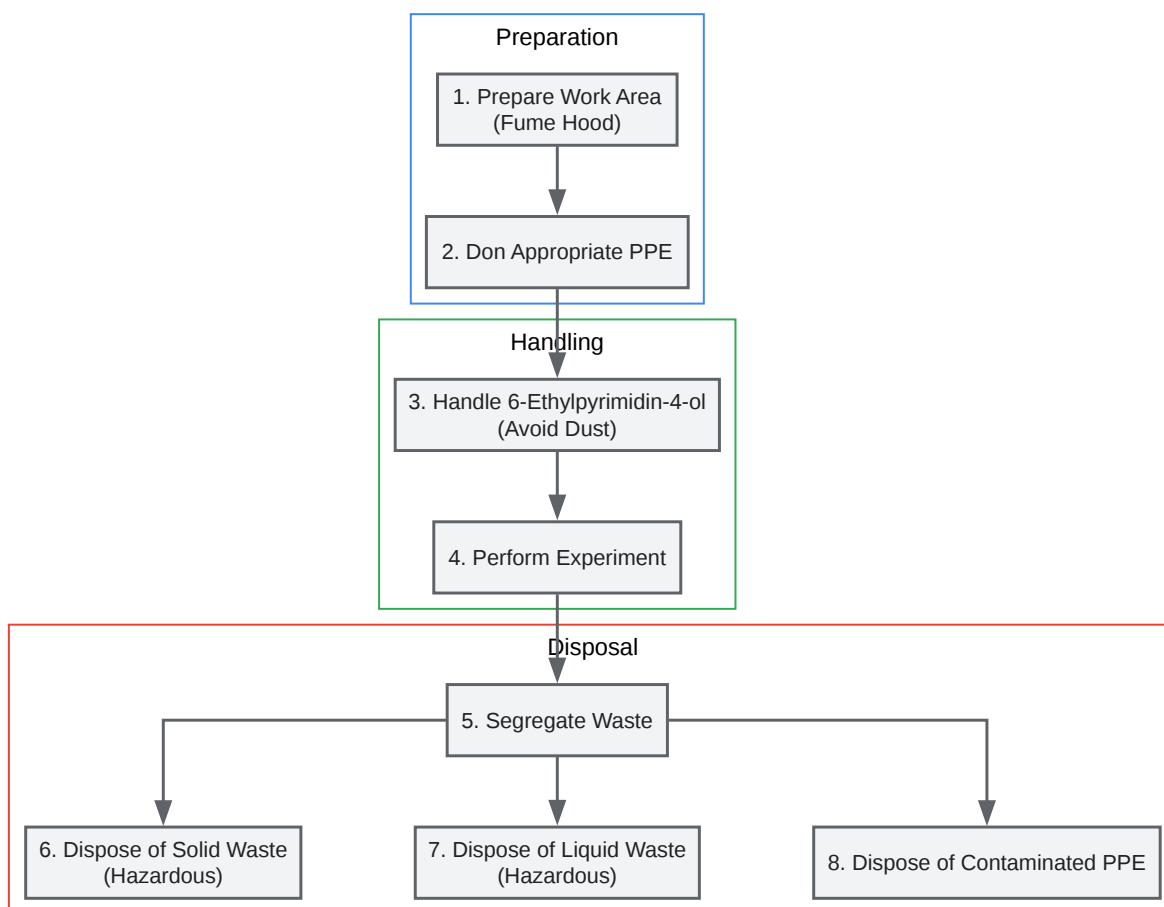 Preparation
1. Prepare Work Area
(Fume Hood)
2. Don Appropriate PPE
Handling
3. Handle 6-Ethylpyrimidin-4-ol
(Avoid Dust)
4. Perform Experiment
Disposal
5. Segregate Waste
6. Dispose of Solid Waste
(Hazardous)
7. Dispose of Liquid Waste
(Hazardous)
8. Dispose of Contaminated PPE